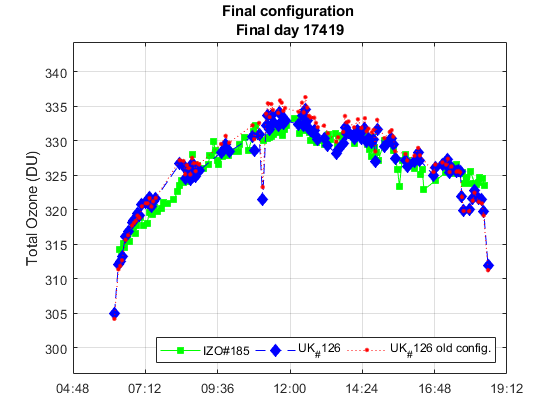 Final configuration
Final day 17419
Total Ozone (DU)
340
335
330
325
320
315
310
305
300
IZO#185
UK#126
UK#126 old config.
04:48
07:12
09:36
12:00
14:24
16:48
19:12